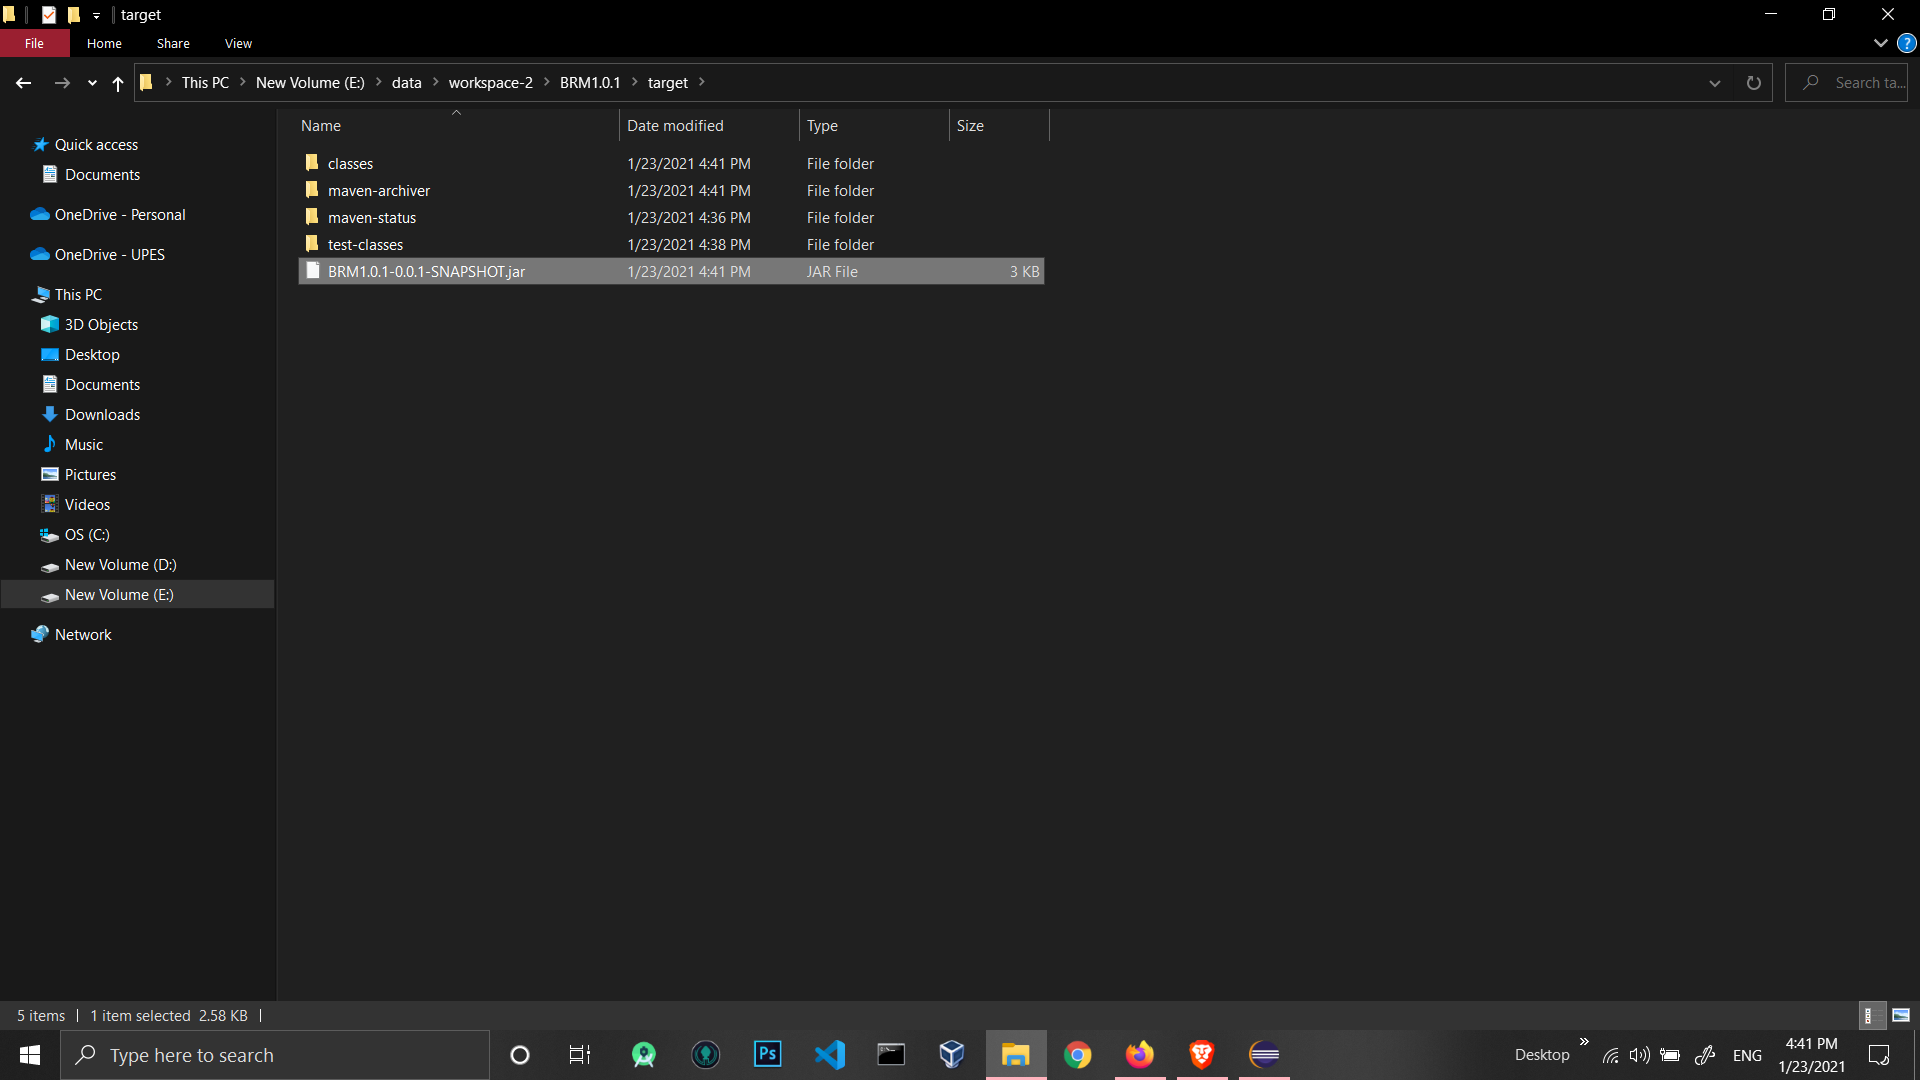 target
File Home Share View
This PC New Volume (E:) data workspace-2 BRM1.0.1 target Search ta...
Name Date modified Type Size
classes 1/23/2021 4:41 PM File folder
maven-archiver 1/23/2021 4:41 PM File folder
maven-status 1/23/2021 4:36 PM File folder
test-classes 1/23/2021 4:38 PM File folder
BRM1.0.1-0.0.1-SNAPSHOT.jar 1/23/2021 4:41 PM JAR File 3 KB
Quick access
Documents
OneDrive - Personal
OneDrive - UPES
This PC
3D Objects
Desktop
Documents
Downloads
Music
Pictures
Videos
OS (C:)
New Volume (D:)
New Volume (E:)
Network
5 items 1 item selected 2.58 KB
Type here to search Ps Desktop ENG 4:41 PM
1/23/2021